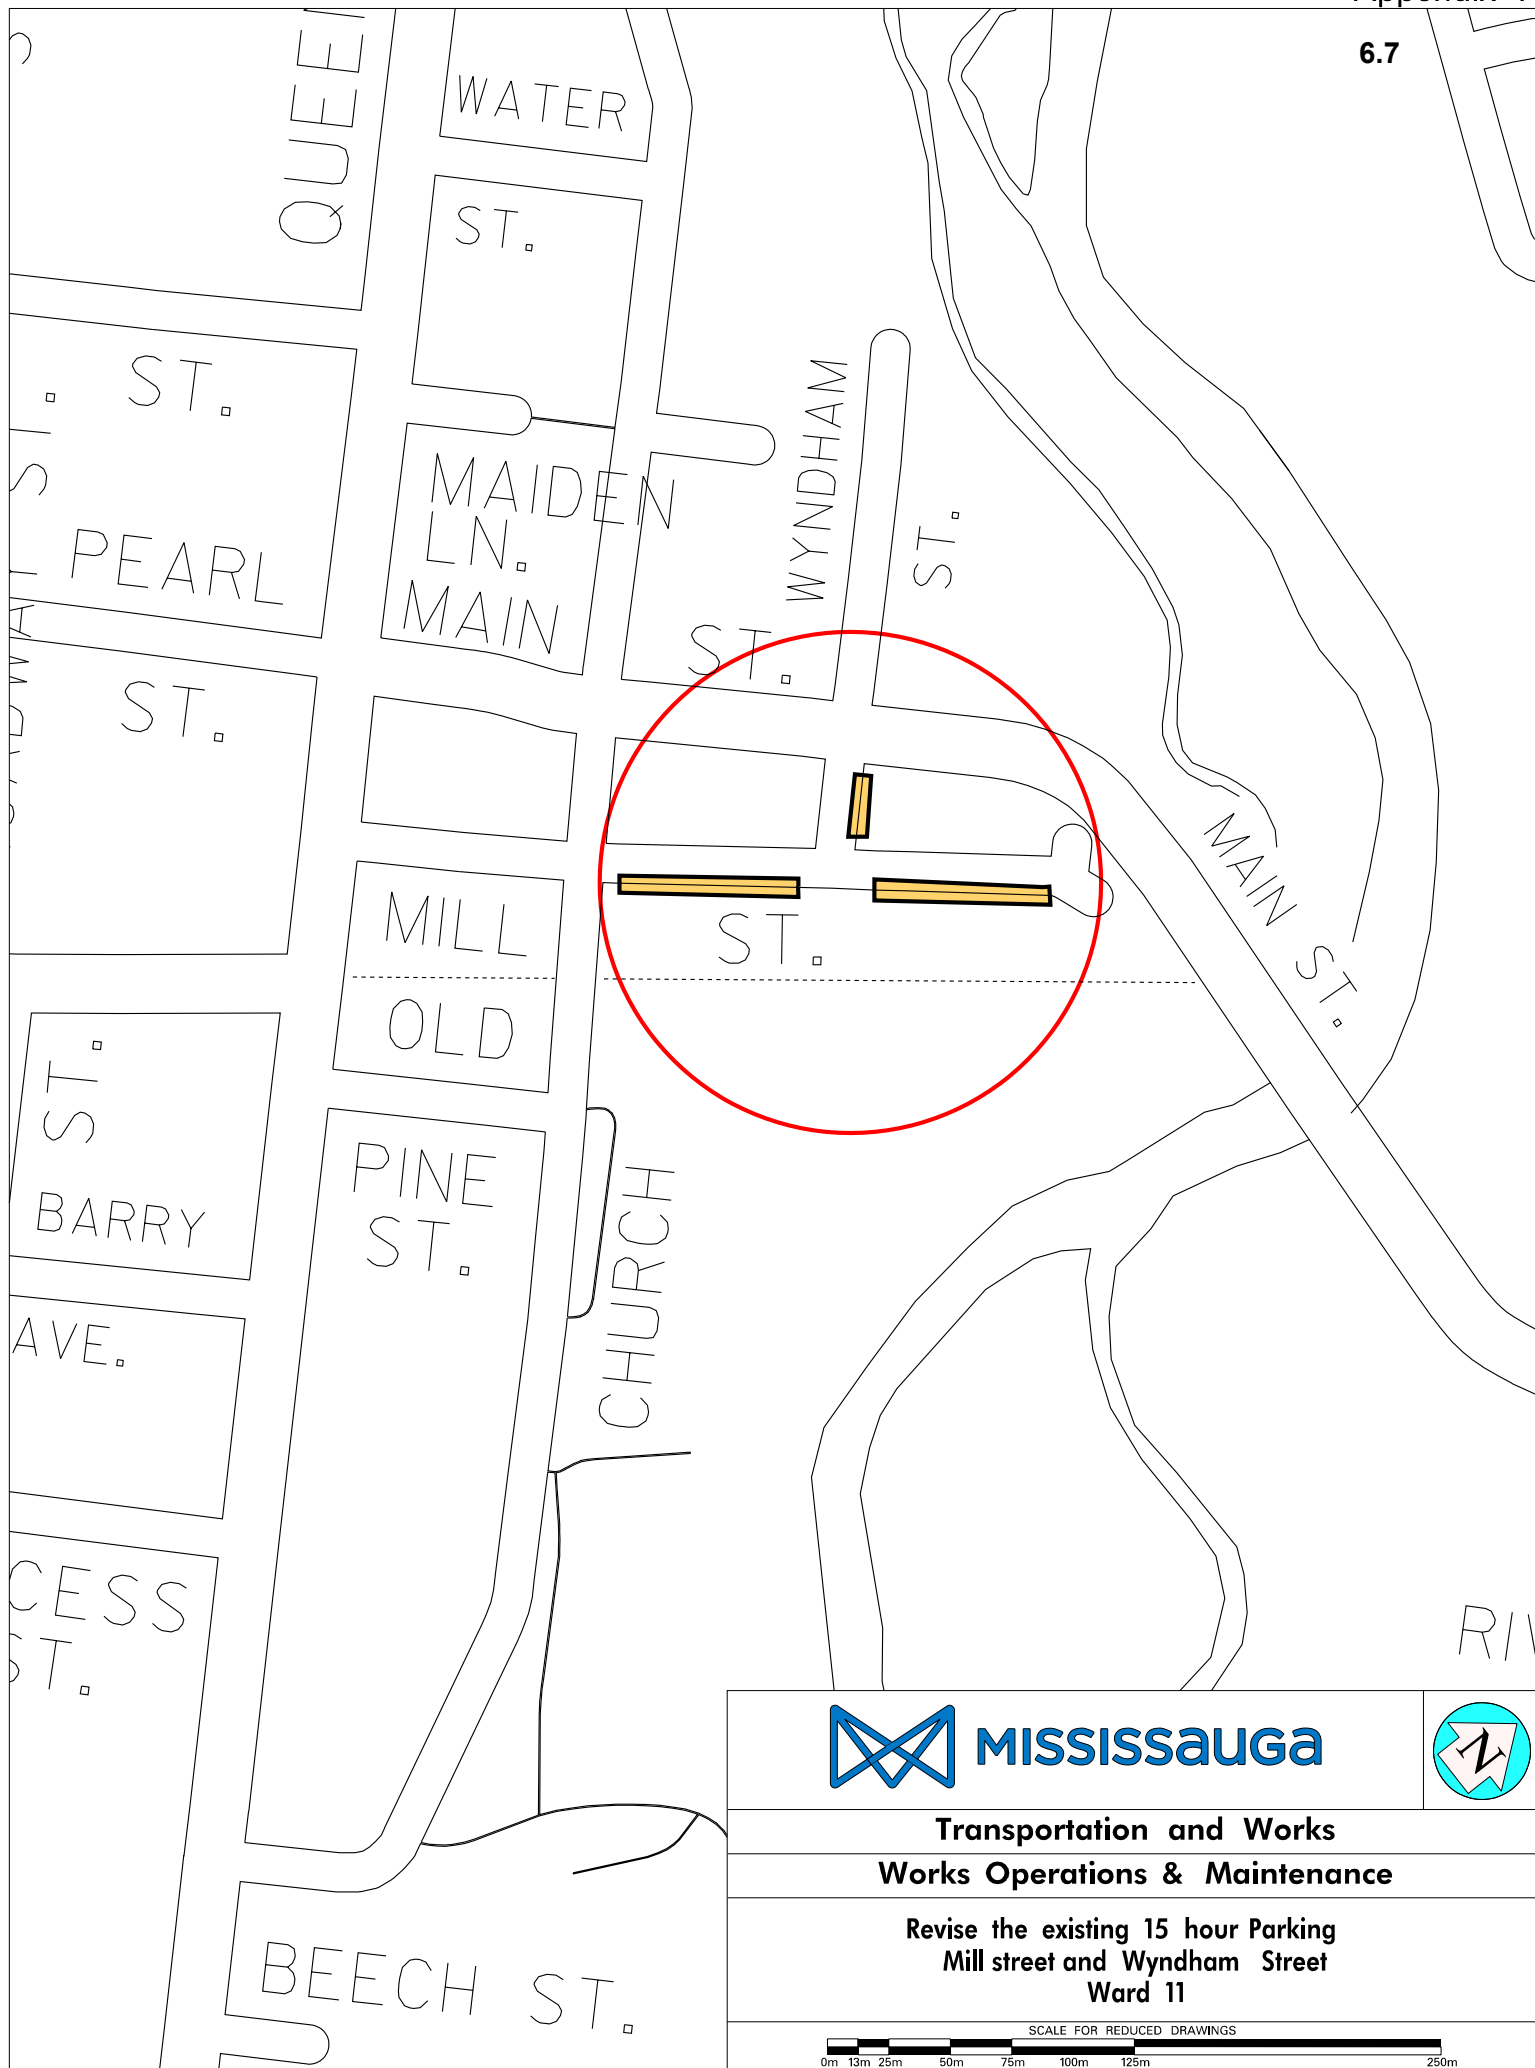 6.7
WATER
ST.
ST.
WYNDHAM
ST.
MAIDEN
LN.
PEARL
MAIN
ST.
ST.
MAIN ST.
MILL
ST.
OLD
ST.
PINE
ST.
BARRY
CHURCH
AVE.
BEECH ST.
MISSISSAUGA
N
Transportation and Works
Works Operations & Maintenance
Revise the existing 15 hour Parking
Mill street and Wyndham Street
Ward 11
SCALE FOR REDUCED DRAWINGS
0m 13m 25m 50m 75m 100m 125m 250m